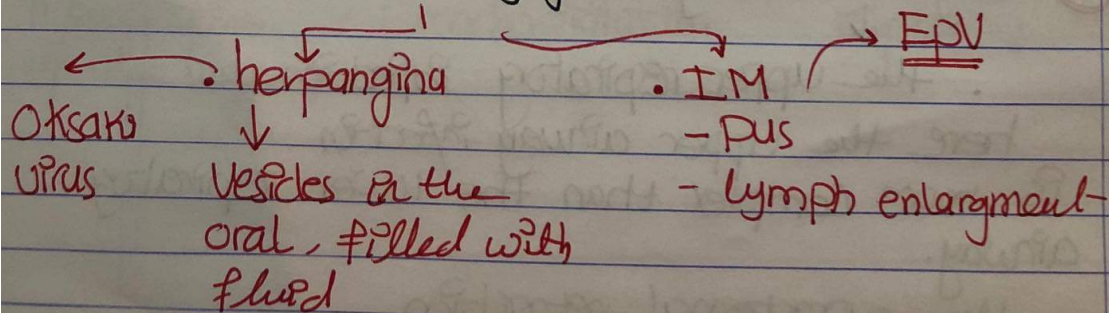 EpV
• herpangina
• IM
Oksaki virus
vesicles in the
oral, filled with
fluid
- pus
- lymph enlargment